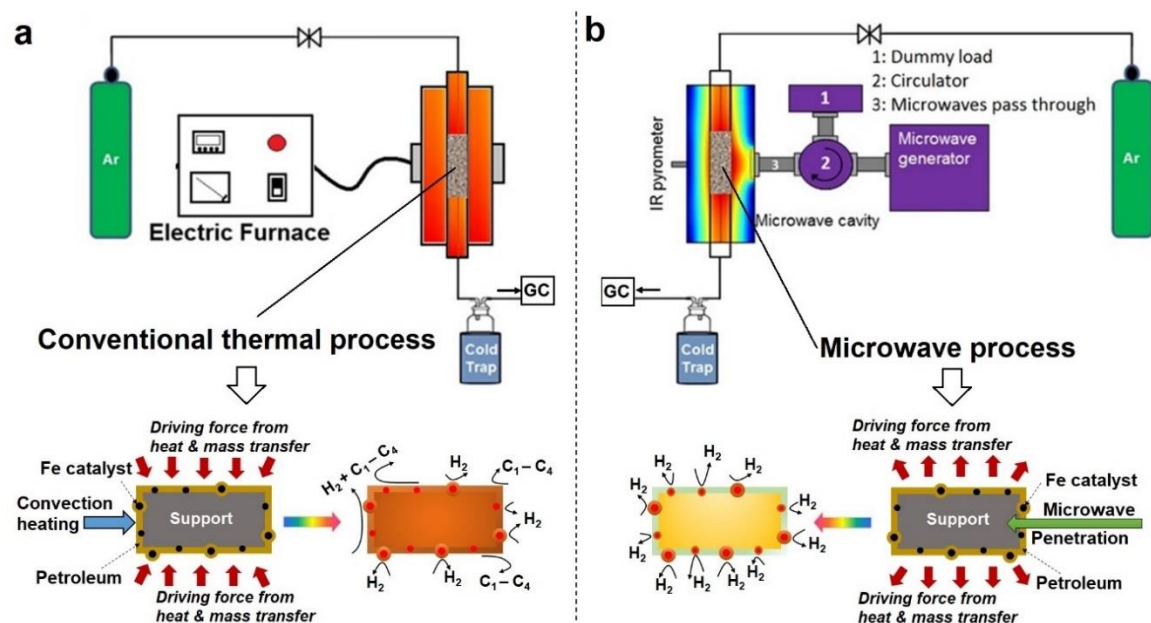 a
Ar
Electric Furnace
GC
Cold
Trap
Conventional thermal process
Driving force from
heat & mass transfer
Fe catalyst
Convection
heating
Support
Petroleum
Driving force from
heat & mass transfer
H₂ + C₁– C₄
H₂
C₁– C₄
H₂
H₂
H₂
C₁– C₄
b
1: Dummy load
2: Circulator
3: Microwaves pass through
1
2
3
Microwave
generator
IR pyrometer
Microwave cavity
Ar
GC
Cold
Trap
Microwave process
H₂
H₂
H₂
H₂
H₂
H₂
H₂
H₂
H₂
H₂
H₂
Driving force from
heat & mass transfer
Fe catalyst
Support
Microwave
Penetration
Petroleum
Driving force from
heat & mass transfer